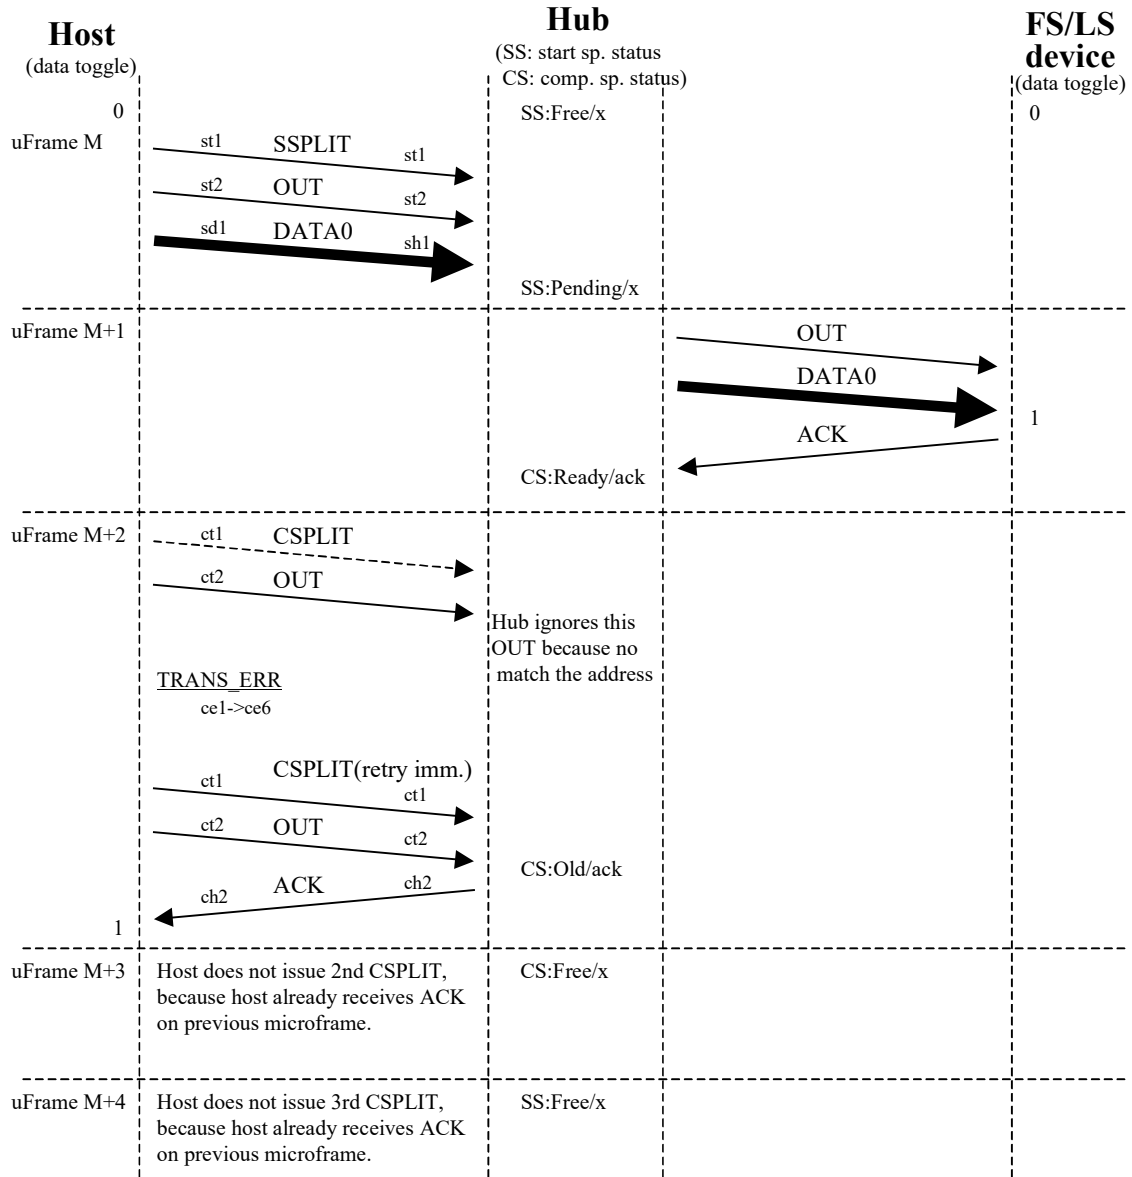 Host
(data toggle)
Hub
(SS: start sp. status
CS: comp. sp. status)
FS/LS
device
(data toggle)
0
SS:Free/x
0
uFrame M
st1 SSPLIT st1
st2 OUT st2
sd1 DATA0 sh1
SS:Pending/x
uFrame M+1
OUT
DATA0
1
ACK
CS:Ready/ack
uFrame M+2
ct1 CSPLIT
ct2 OUT
Hub ignores this
OUT because no
match the address
TRANS_ERR
ce1->ce6
CSPLIT(retry imm.)
ct1 ct1
ct2 OUT ct2
CS:Old/ack
ch2 ACK ch2
1
uFrame M+3
Host does not issue 2nd CSPLIT,
because host already receives ACK
on previous microframe.
CS:Free/x
uFrame M+4
Host does not issue 3rd CSPLIT,
because host already receives ACK
on previous microframe.
SS:Free/x